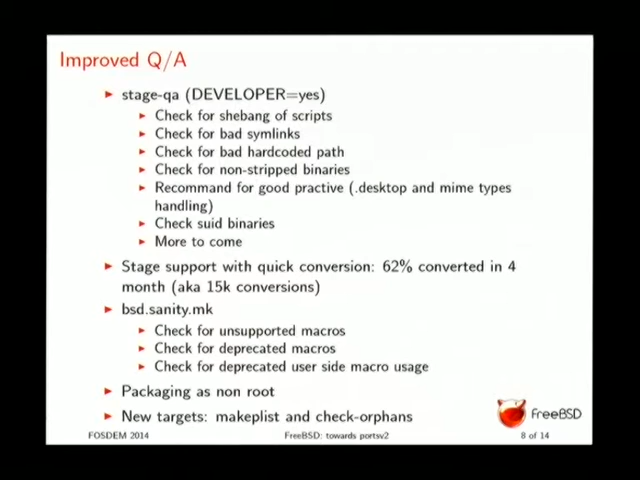 Improved Q/A
stage-qa (DEVELOPER=yes)
Check for shebang of scripts
Check for bad symlinks
Check for bad hardcoded path
Check for non-stripped binaries
Recommand for good practive (.desktop and mime types
handling)
Check suid binaries
More to come
Stage support with quick conversion: 62% converted in 4
month (aka 15k conversions)
bsd.sanity.mk
Check for unsupported macros
Check for deprecated macros
Check for deprecated user side macro usage
Packaging as non root
New targets: makeplist and check-orphans
FreeBSD
FOSDEM 2014
FreeBSD: towards portsv2
8 of 14